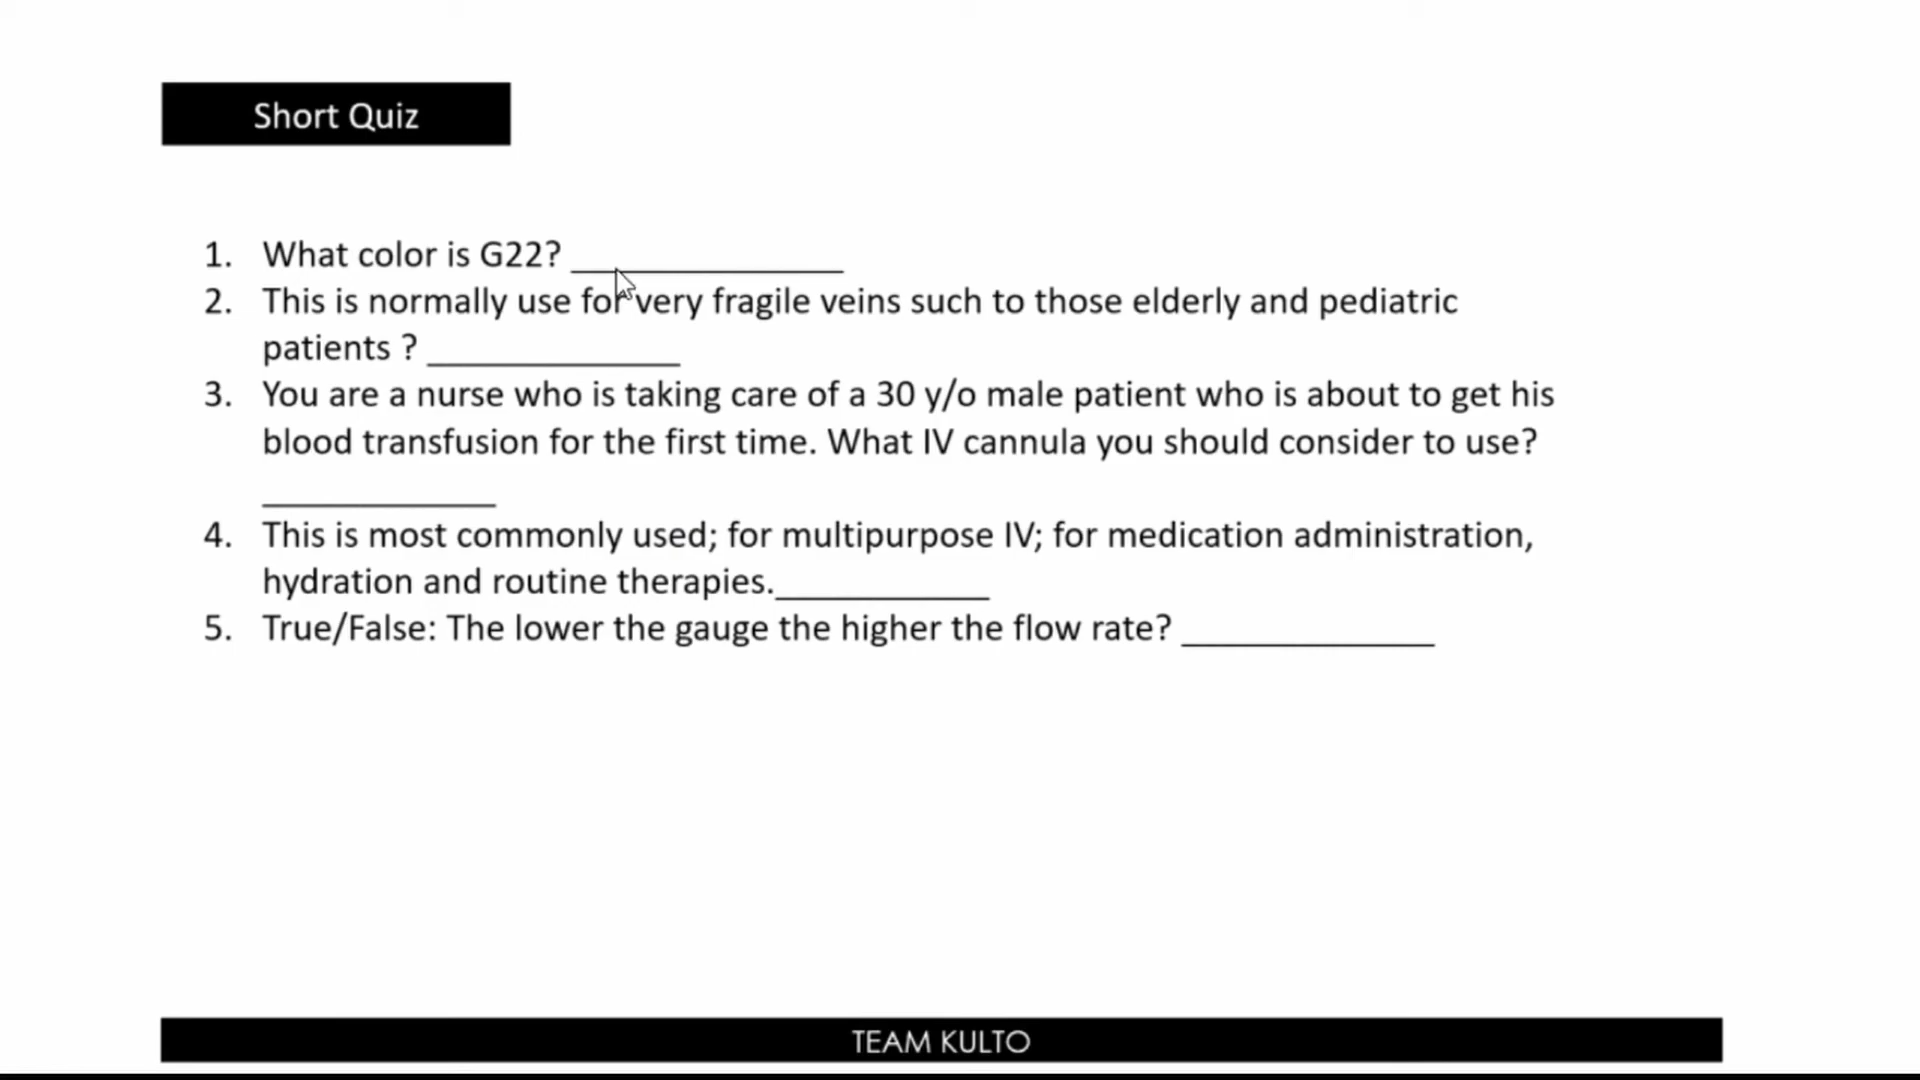 Short Quiz
1. What color is G22? ______________
2. This is normally use for very fragile veins such to those elderly and pediatric
patients ? _____________
3. You are a nurse who is taking care of a 30 y/o male patient who is about to get his
blood transfusion for the first time. What IV cannula you should consider to use?
____________
4. This is most commonly used; for multipurpose IV; for medication administration,
hydration and routine therapies.___________
5. True/False: The lower the gauge the higher the flow rate? _____________
TEAM KULTO